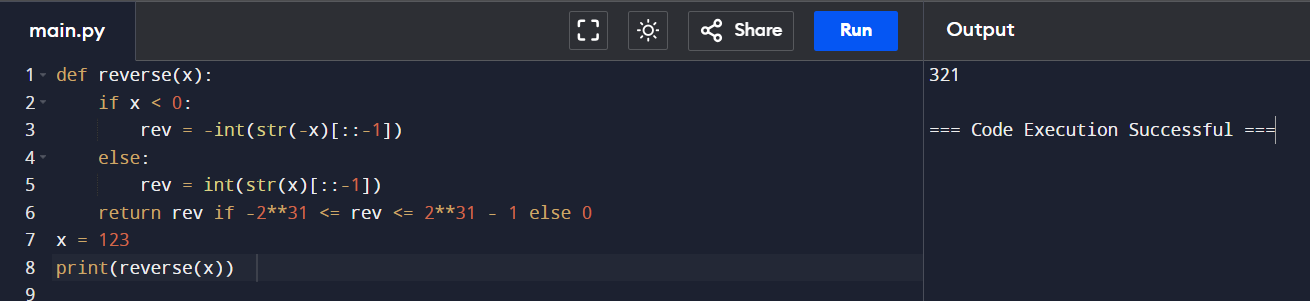 main.py Share Run Output
1 def reverse(x):
2     if x < 0:
3         rev = -int(str(-x)[::-1])
4     else:
5         rev = int(str(x)[::-1])
6     return rev if -2**31 <= rev <= 2**31 - 1 else 0
7 x = 123
8 print(reverse(x))
9
321
=== Code Execution Successful ===